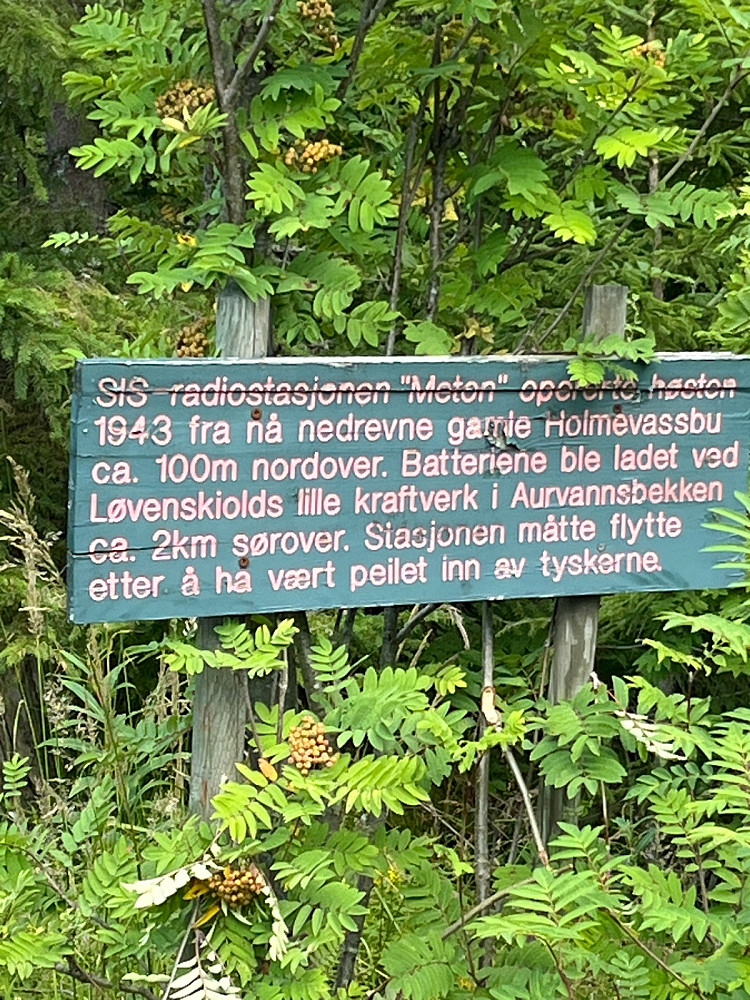 SIS-radiostasjonen "Meton" opererte høsten
1943 fra nå nedrevne gamle Holmevassbu
ca. 100m nordover. Batteriene ble ladet ved
Løvenskiolds lille kraftverk i Aurvannsbekken
ca. 2km sørover. Stasjonen måtte flytte
etter å ha vært peilet inn av tyskerne.